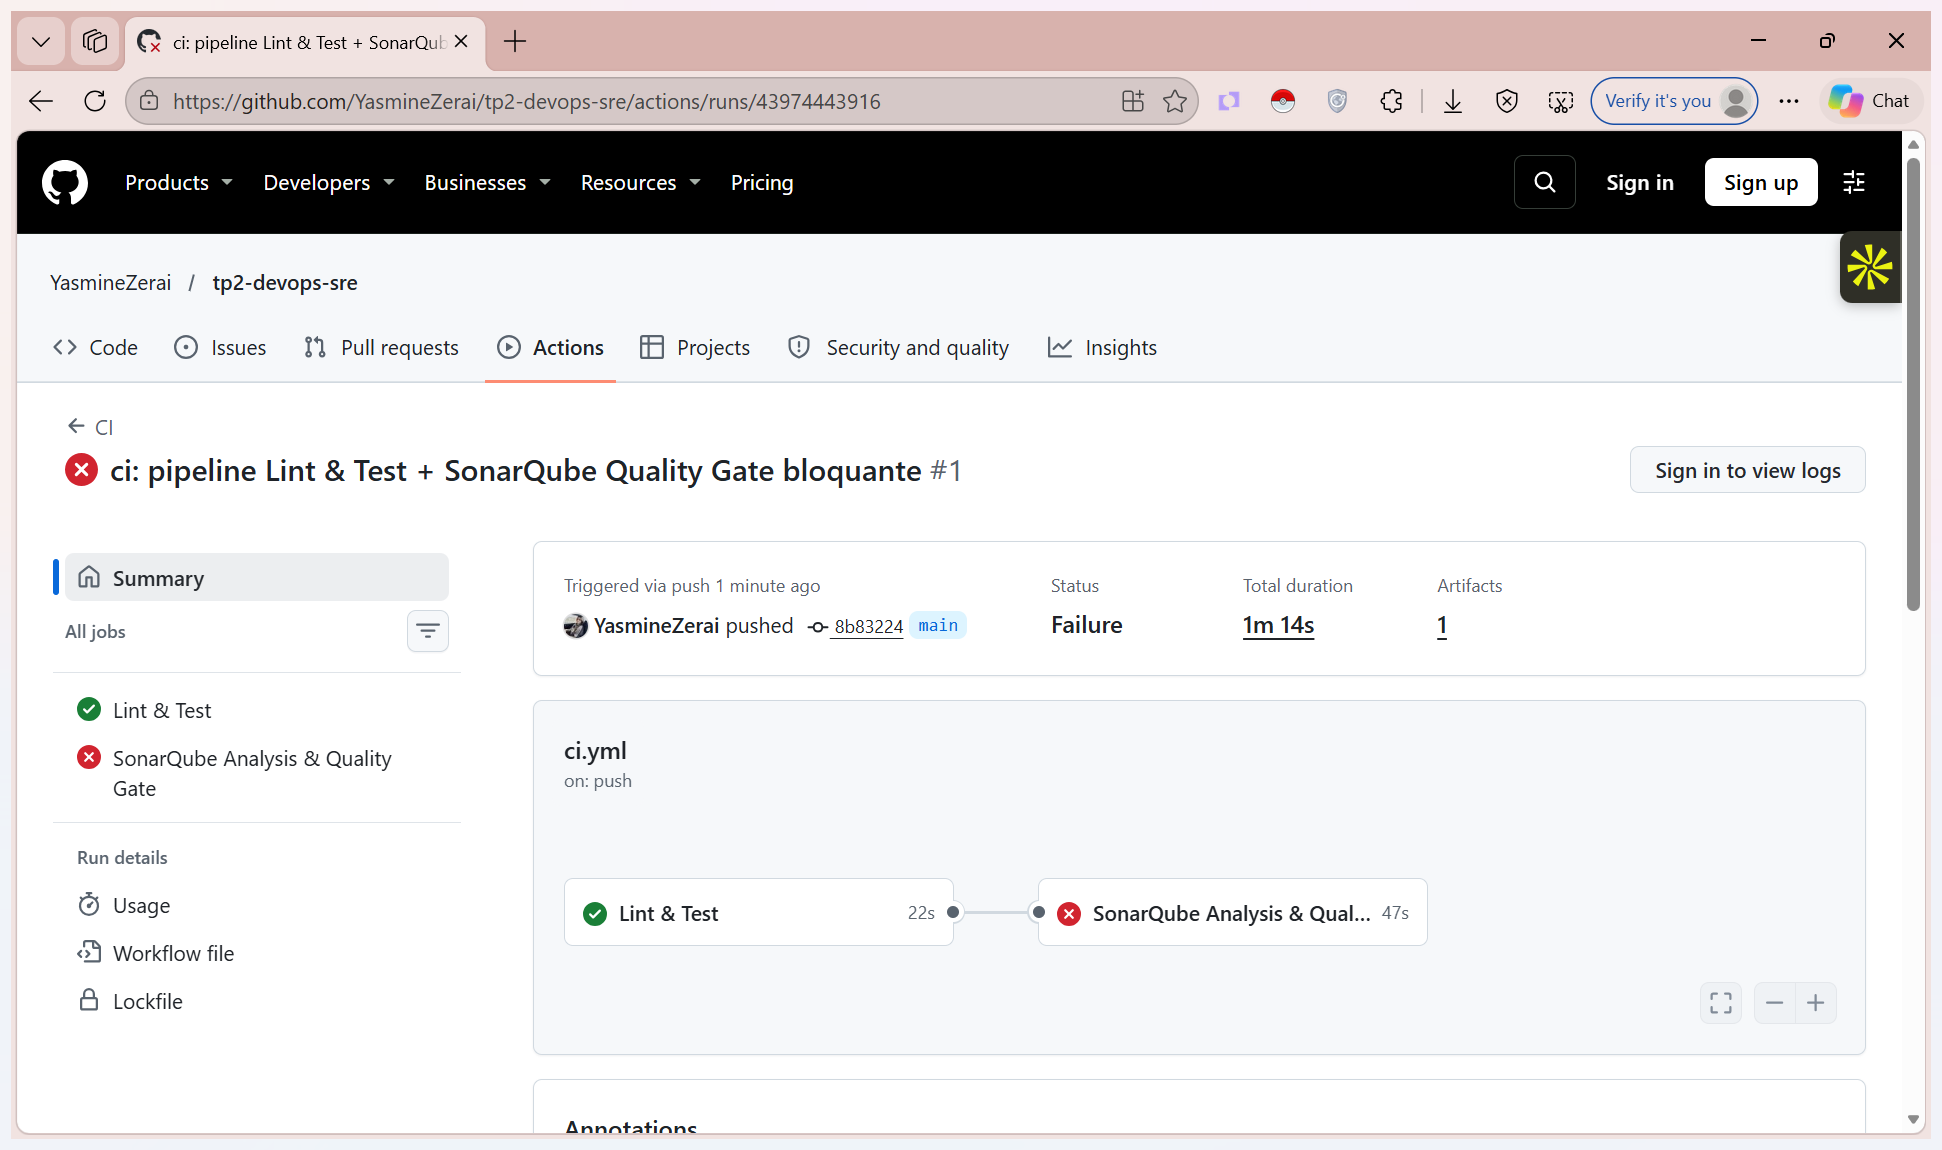 ci: pipeline Lint & Test + SonarQub
https://github.com/YasmineZerai/tp2-devops-sre/actions/runs/43974443916
Verify it's you
Chat
Products
Developers
Businesses
Resources
Pricing
Sign in
Sign up
YasmineZerai / tp2-devops-sre
Code
Issues
Pull requests
Actions
Projects
Security and quality
Insights
CI
ci: pipeline Lint & Test + SonarQube Quality Gate bloquante #1
Sign in to view logs
Summary
All jobs
Lint & Test
SonarQube Analysis & Quality
Gate
Run details
Usage
Workflow file
Lockfile
Triggered via push 1 minute ago
YasmineZerai pushed 8b83224 main
Status
Failure
Total duration
1m 14s
Artifacts
1
ci.yml
on: push
Lint & Test 22s
SonarQube Analysis & Qual... 47s
Annotations